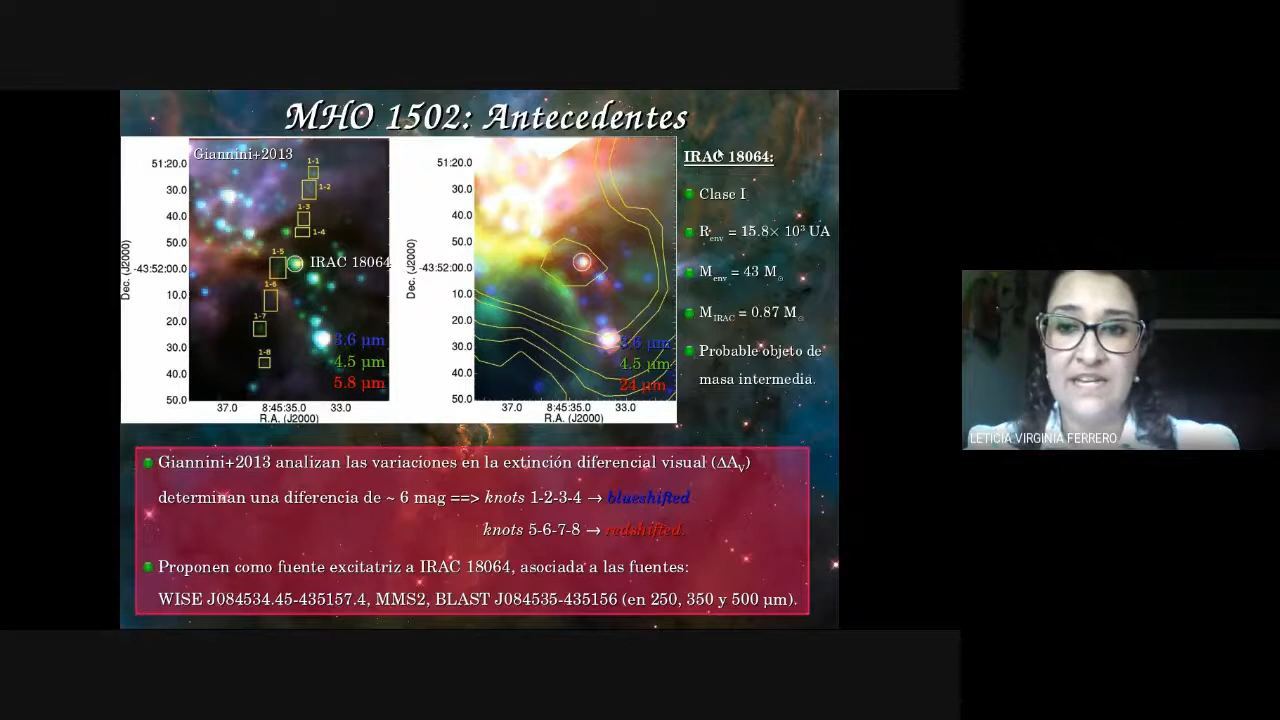 MHO 1502: Antecedentes
Giannini+2013
51:20.0
30.0
40.0
50.0
-43:52:00.0
10.0
20.0
30.0
40.0
50.0
Dec. (J2000)
1-1
1-2
1-3
1-4
1-5
1-6
1-7
1-8
IRAC 18064
3.6 μm
4.5 μm
5.8 μm
37.0 8:45:35.0 33.0
R.A. (J2000)
51:20.0
30.0
40.0
50.0
-43:52:00.0
10.0
20.0
30.0
40.0
50.0
Dec. (J2000)
3.6 μm
4.5 μm
24 μm
37.0 8:45:35.0 33.0
R.A. (J2000)
IRAC 18064:
Clase I
R_env = 15.8× 10³ UA
M_env = 43 M☉
M_IRAC = 0.87 M☉
Probable objeto de
masa intermedia.
Giannini+2013 analizan las variaciones en la extinción diferencial visual (ΔA_v)
determinan una diferencia de ~ 6 mag ==> knots 1-2-3-4 → blueshifted
knots 5-6-7-8 → redshifted.
Proponen como fuente excitatriz a IRAC 18064, asociada a las fuentes:
WISE J084534.45-435157.4, MMS2, BLAST J084535-435156 (en 250, 350 y 500 μm).
LETICIA VIRGINIA FERRERO